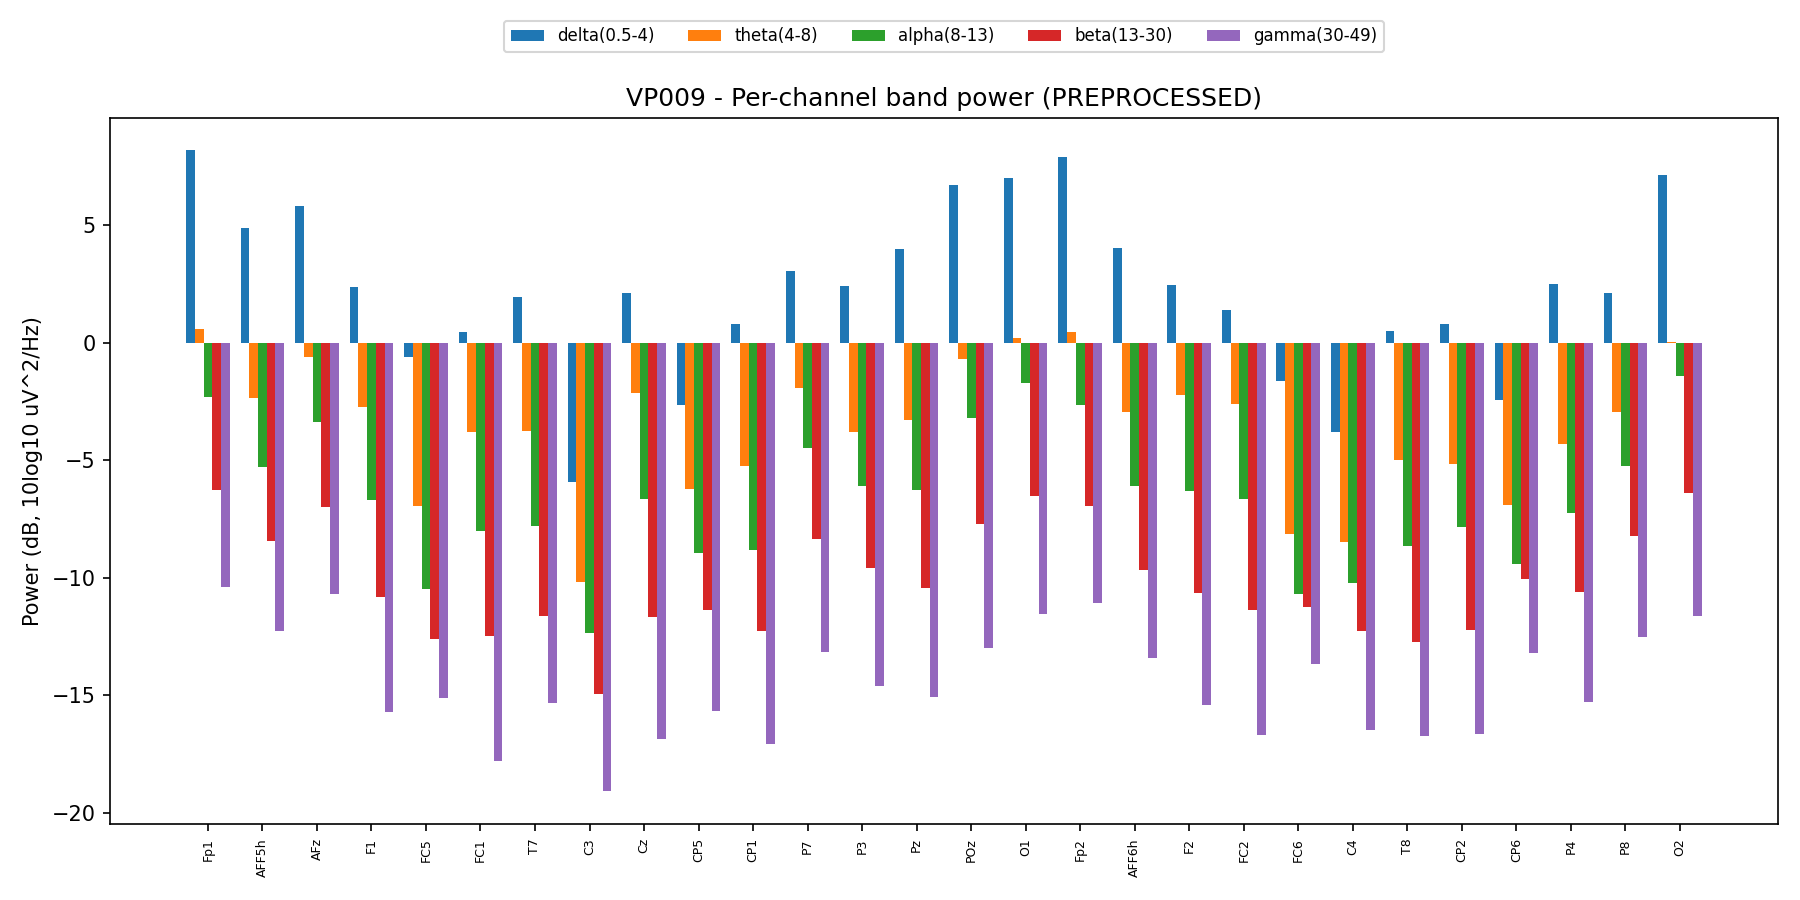 delta(0.5-4) theta(4-8) alpha(8-13) beta(13-30) gamma(30-49)
VP009 - Per-channel band power (PREPROCESSED)
Power (dB, 10log10 uV^2/Hz)
5
0
−5
−10
−15
−20
Fp1 AFF5h AFz F1 FC5 FC1 T7 C3 Cz CP5 CP1 P7 P3 Pz POz O1 Fp2 AFF6h F2 FC2 FC6 C4 T8 CP2 CP6 P4 P8 O2